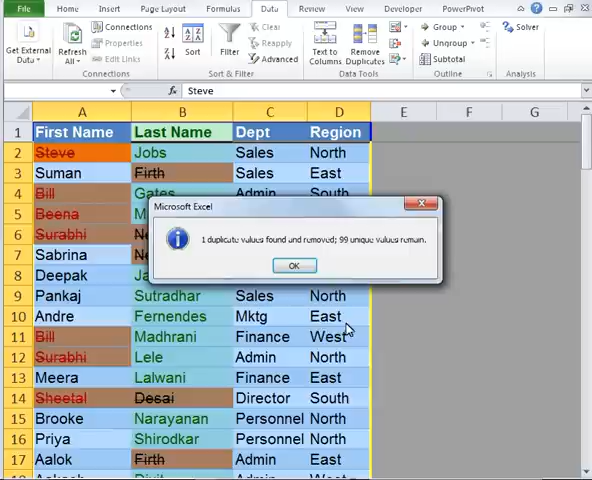 File Home Insert Page Layout Formulas Data Review View Developer PowerPivot
Get External Data
Refresh All
Connections
Properties
Edit Links
Connections
Sort
Filter
Clear
Reapply
Advanced
Sort & Filter
Text to Columns
Remove Duplicates
Data Tools
Group
Ungroup
Subtotal
Outline
Solver
Analysis
Steve
A B C D E F G
1 First Name Last Name Dept Region
2 Steve Jobs Sales North
3 Suman Firth Sales East
4 Bill Gates Admin South
5 Beena
6 Surabhi
7 Sabrina
8 Deepak
9 Pankaj Sutradhar Sales North
10 Andre Fernendes Mktg East
11 Bill Madhrani Finance West
12 Surabhi Lele Admin North
13 Meera Lalwani Finance East
14 Sheetal Desai Director South
15 Brooke Narayanan Personnel North
16 Priya Shirodkar Personnel North
17 Aalok Firth Admin East
Microsoft Excel
1 duplicate values found and removed; 99 unique values remain.
OK